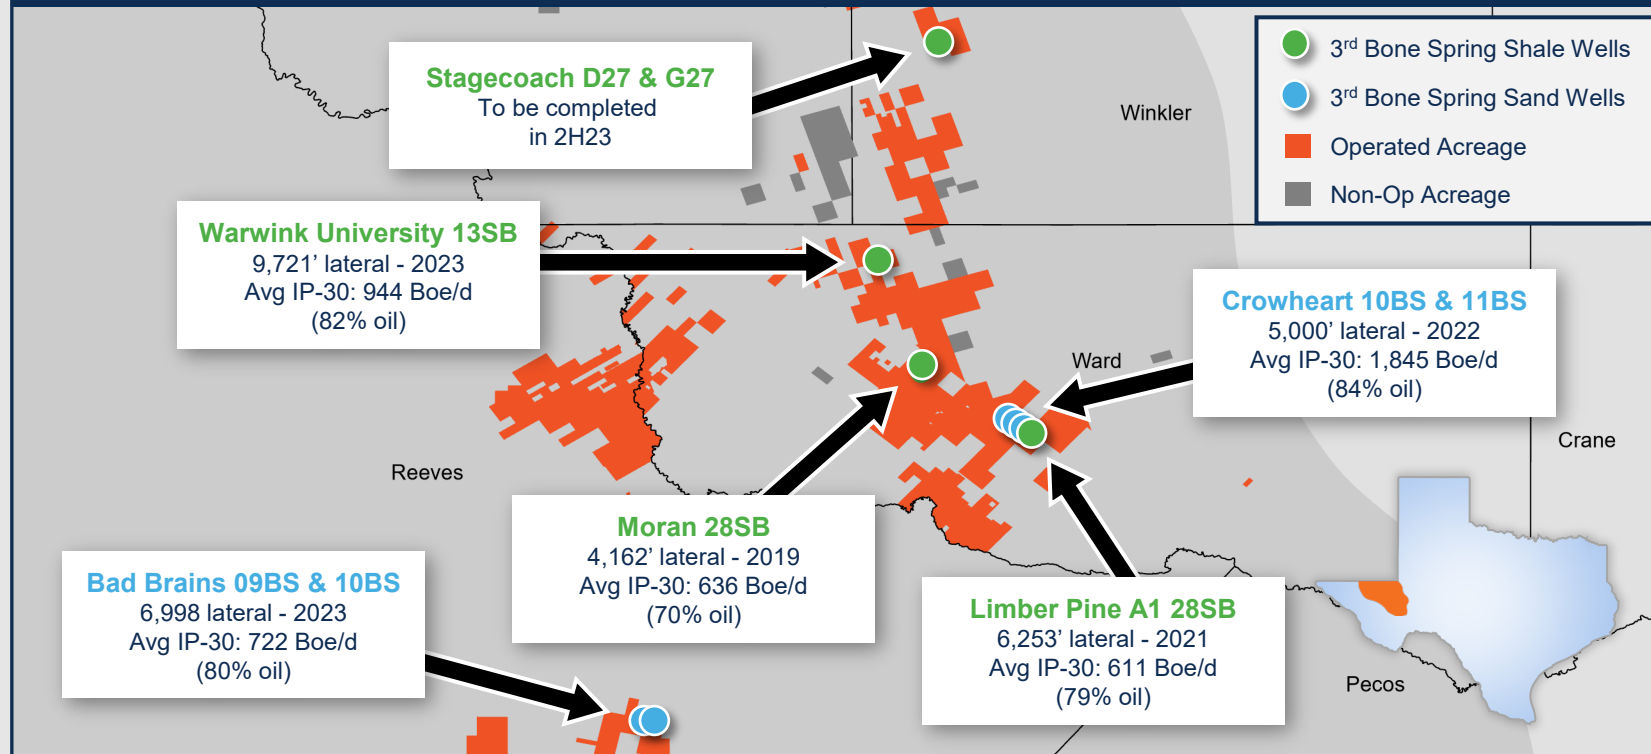 3rd Bone Spring Shale Wells
3rd Bone Spring Sand Wells
Operated Acreage
Non-Op Acreage
Stagecoach D27 & G27
To be completed
in 2H23
Winkler
Warwink University 13SB
9,721’ lateral - 2023
Avg IP-30: 944 Boe/d
(82% oil)
Crowheart 10BS & 11BS
5,000’ lateral - 2022
Avg IP-30: 1,845 Boe/d
(84% oil)
Ward
Crane
Reeves
Moran 28SB
4,162’ lateral - 2019
Avg IP-30: 636 Boe/d
(70% oil)
Bad Brains 09BS & 10BS
6,998 lateral - 2023
Avg IP-30: 722 Boe/d
(80% oil)
Limber Pine A1 28SB
6,253’ lateral - 2021
Avg IP-30: 611 Boe/d
(79% oil)
Pecos